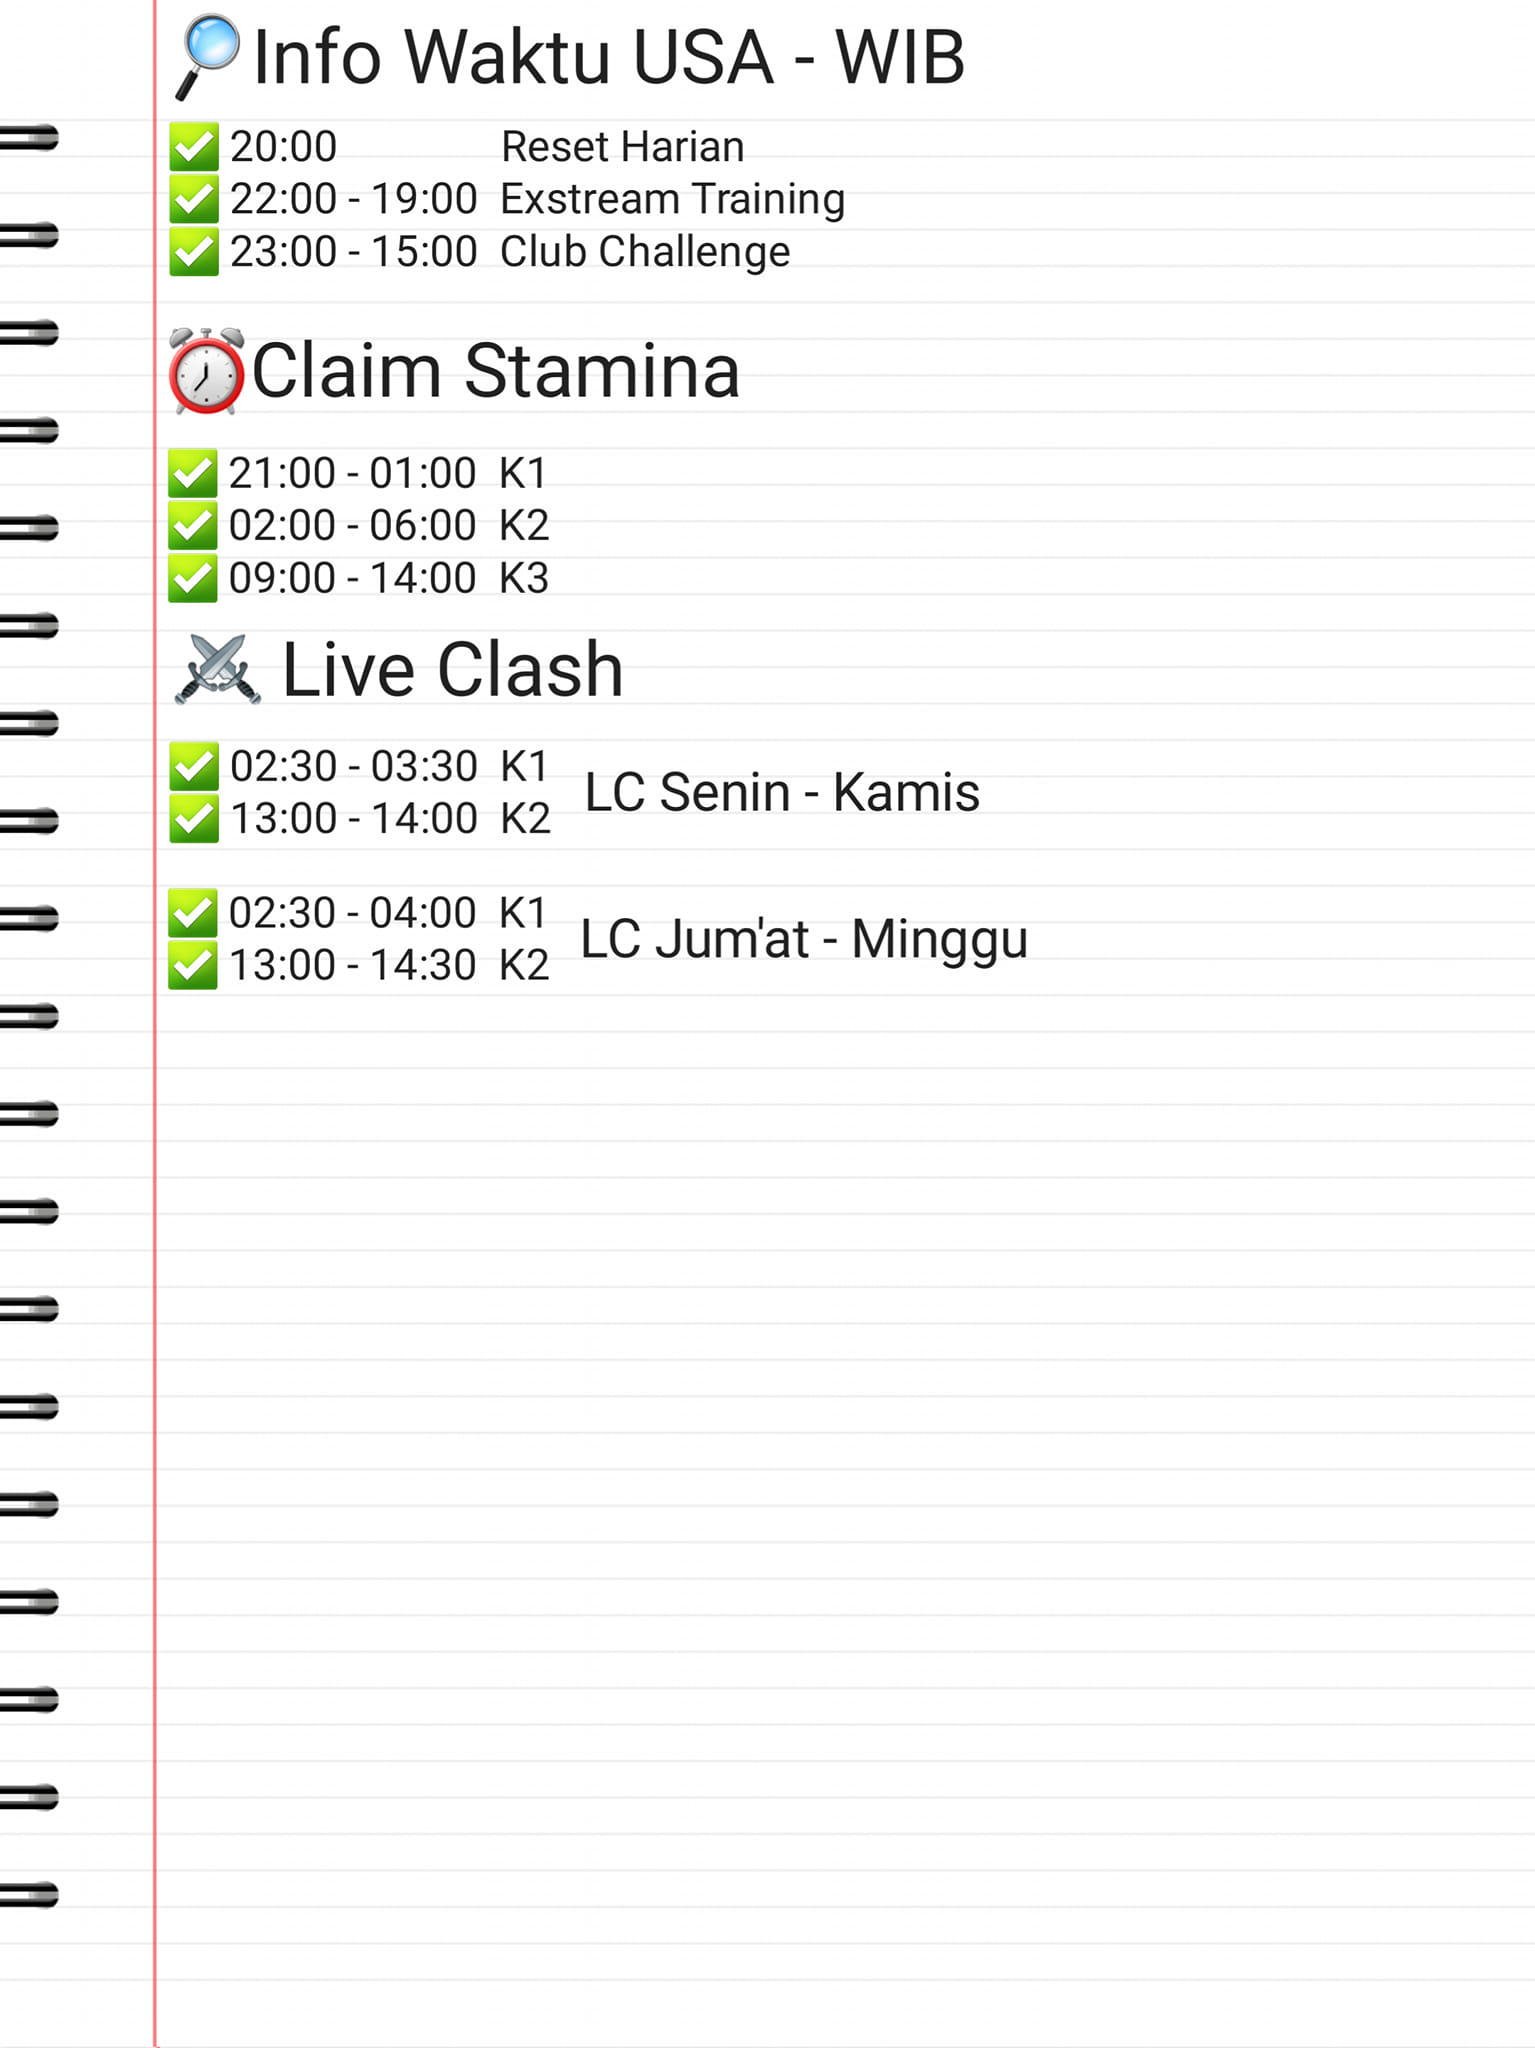 🔎Info Waktu USA - WIB
✅ 20:00 Reset Harian
✅ 22:00 - 19:00 Exstream Training
✅ 23:00 - 15:00 Club Challenge
⏰Claim Stamina
✅ 21:00 - 01:00 K1
✅ 02:00 - 06:00 K2
✅ 09:00 - 14:00 K3
⚔️ Live Clash
✅ 02:30 - 03:30 K1
✅ 13:00 - 14:00 K2
LC Senin - Kamis
✅ 02:30 - 04:00 K1
✅ 13:00 - 14:30 K2
LC Jum'at - Minggu